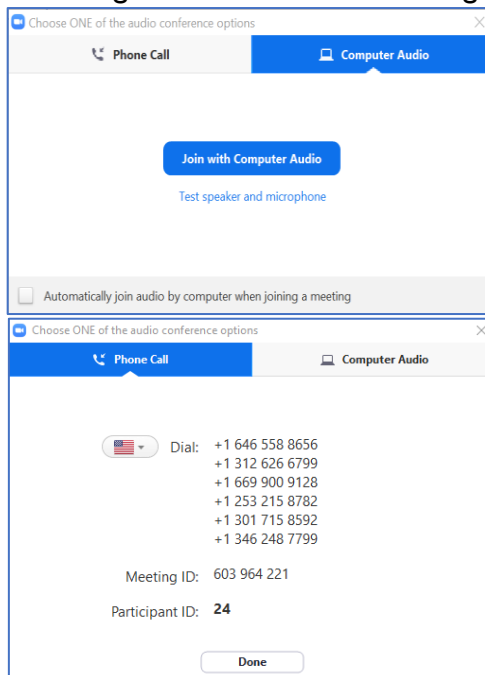 Choose ONE of the audio conference options
Phone Call Computer Audio
Join with Computer Audio
Test speaker and microphone
Automatically join audio by computer when joining a meeting
Choose ONE of the audio conference options
Phone Call Computer Audio
Dial: +1 646 558 8656
+1 312 626 6799
+1 669 900 9128
+1 253 215 8782
+1 301 715 8592
+1 346 248 7799
Meeting ID: 603 964 221
Participant ID: 24
Done